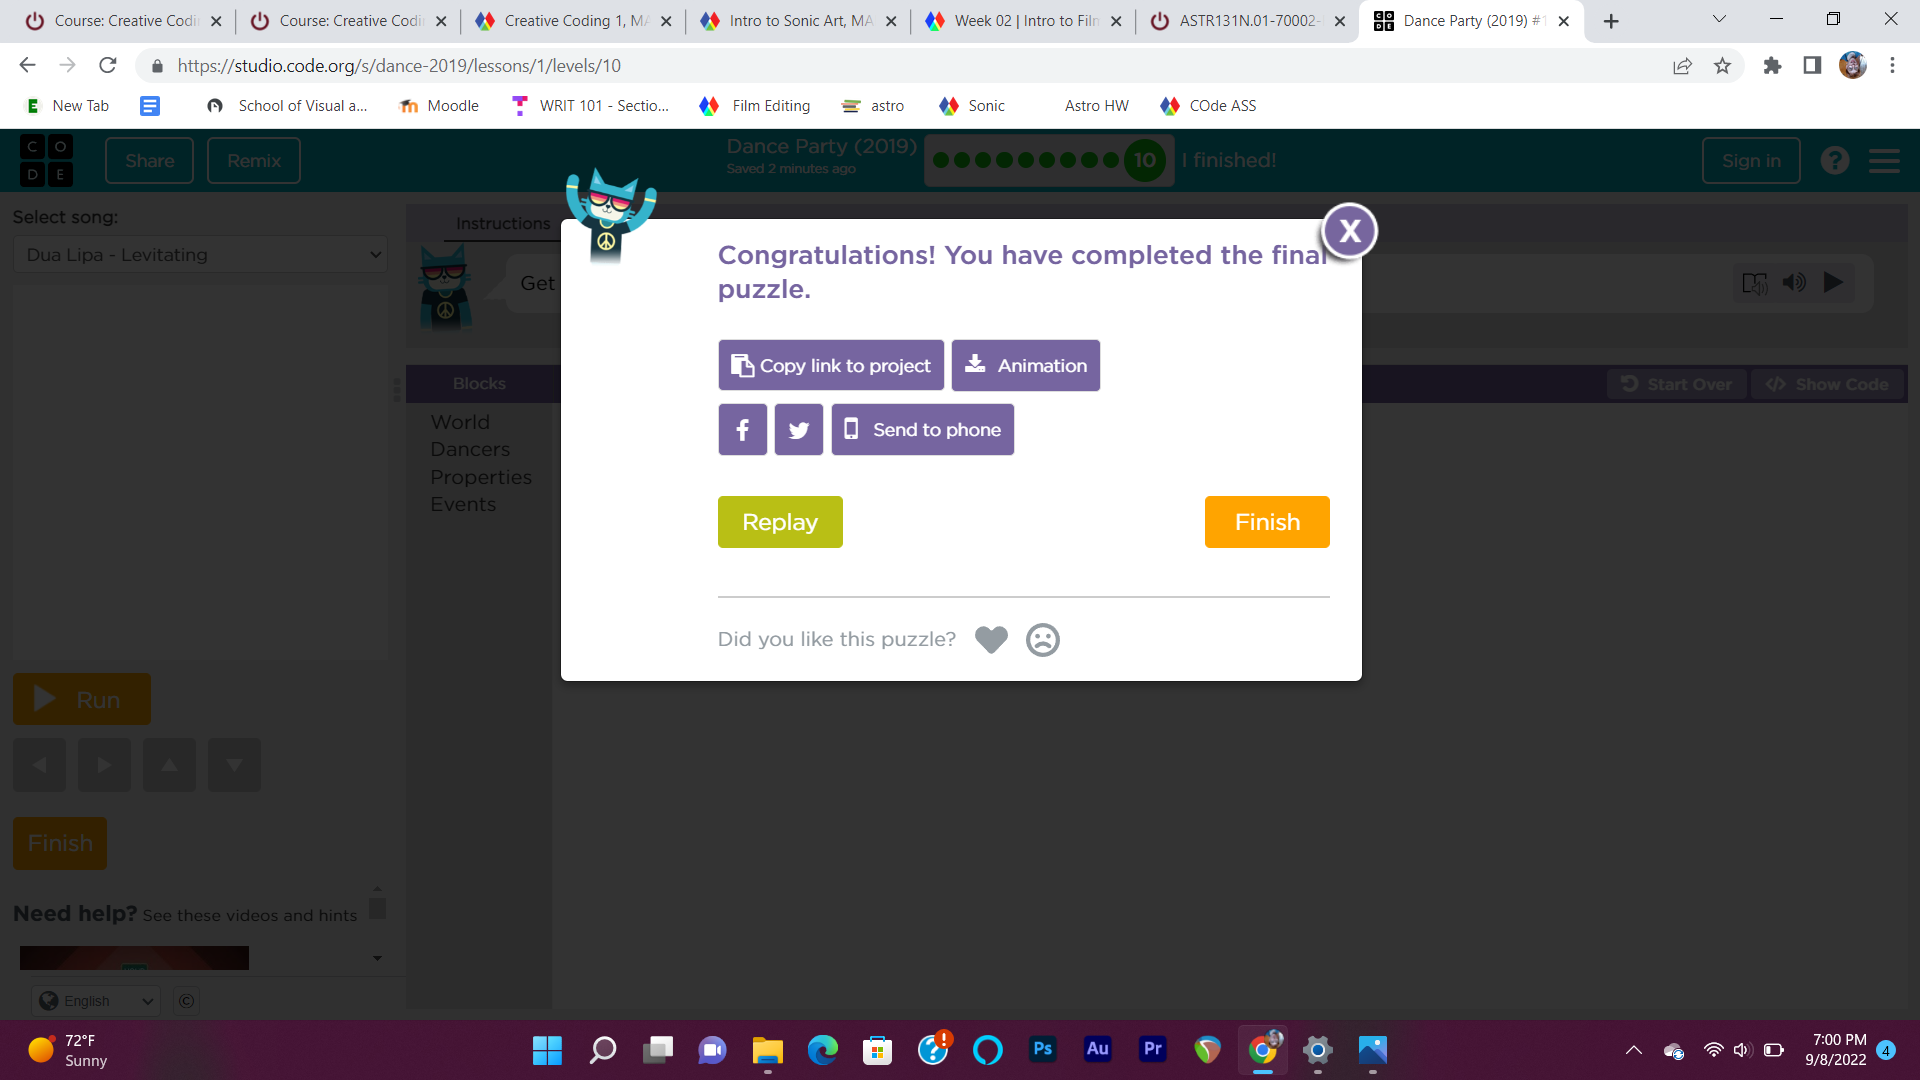 Course: Creative Codi
Course: Creative Codi
Creative Coding 1, MA
Intro to Sonic Art, MA
Week 02 | Intro to Film
ASTR131N.01-70002-
Dance Party (2019) #1
https://studio.code.org/s/dance-2019/lessons/1/levels/10
New Tab
School of Visual a...
Moodle
WRIT 101 - Sectio...
Film Editing
astro
Sonic
Astro HW
COde ASS
C O
D E
Share
Remix
Dance Party (2019)
Saved 2 minutes ago
10
I finished!
Sign in
?
Select song:
Dua Lipa - Levitating
Instructions
Get
X
Congratulations! You have completed the final
puzzle.
Copy link to project
Animation
Send to phone
Replay
Finish
Did you like this puzzle?
Blocks
Start Over
Show Code
World
Dancers
Properties
Events
Run
Finish
Need help? See these videos and hints
English
©
72°F
Sunny
Ps
Au
Pr
7:00 PM
9/8/2022
4